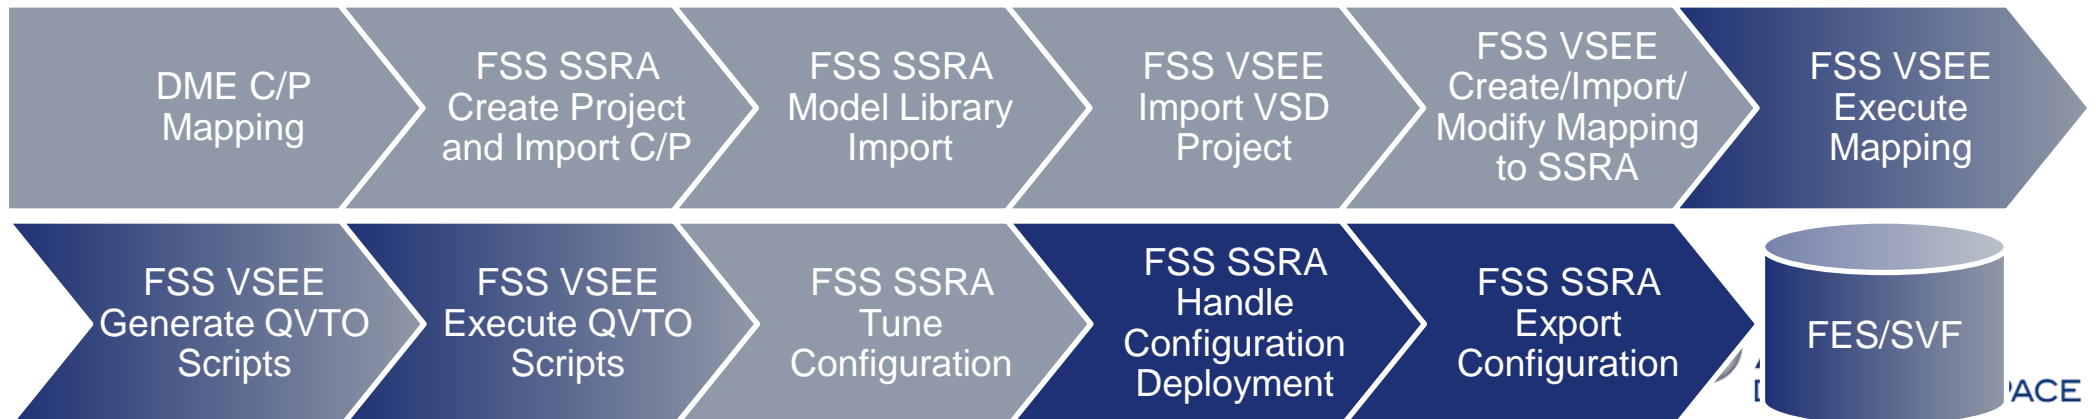 DME C/P
Mapping
FSS SSRA
Create Project
and Import C/P
FSS SSRA
Model Library
Import
FSS VSEE
Import VSD
Project
FSS VSEE
Create/Import/
Modify Mapping
to SSRA
FSS VSEE
Execute
Mapping
FSS VSEE
Generate QVTO
Scripts
FSS VSEE
Execute QVTO
Scripts
FSS SSRA
Tune
Configuration
FSS SSRA
Handle
Configuration
Deployment
FSS SSRA
Export
Configuration
FES/SVF
ACE